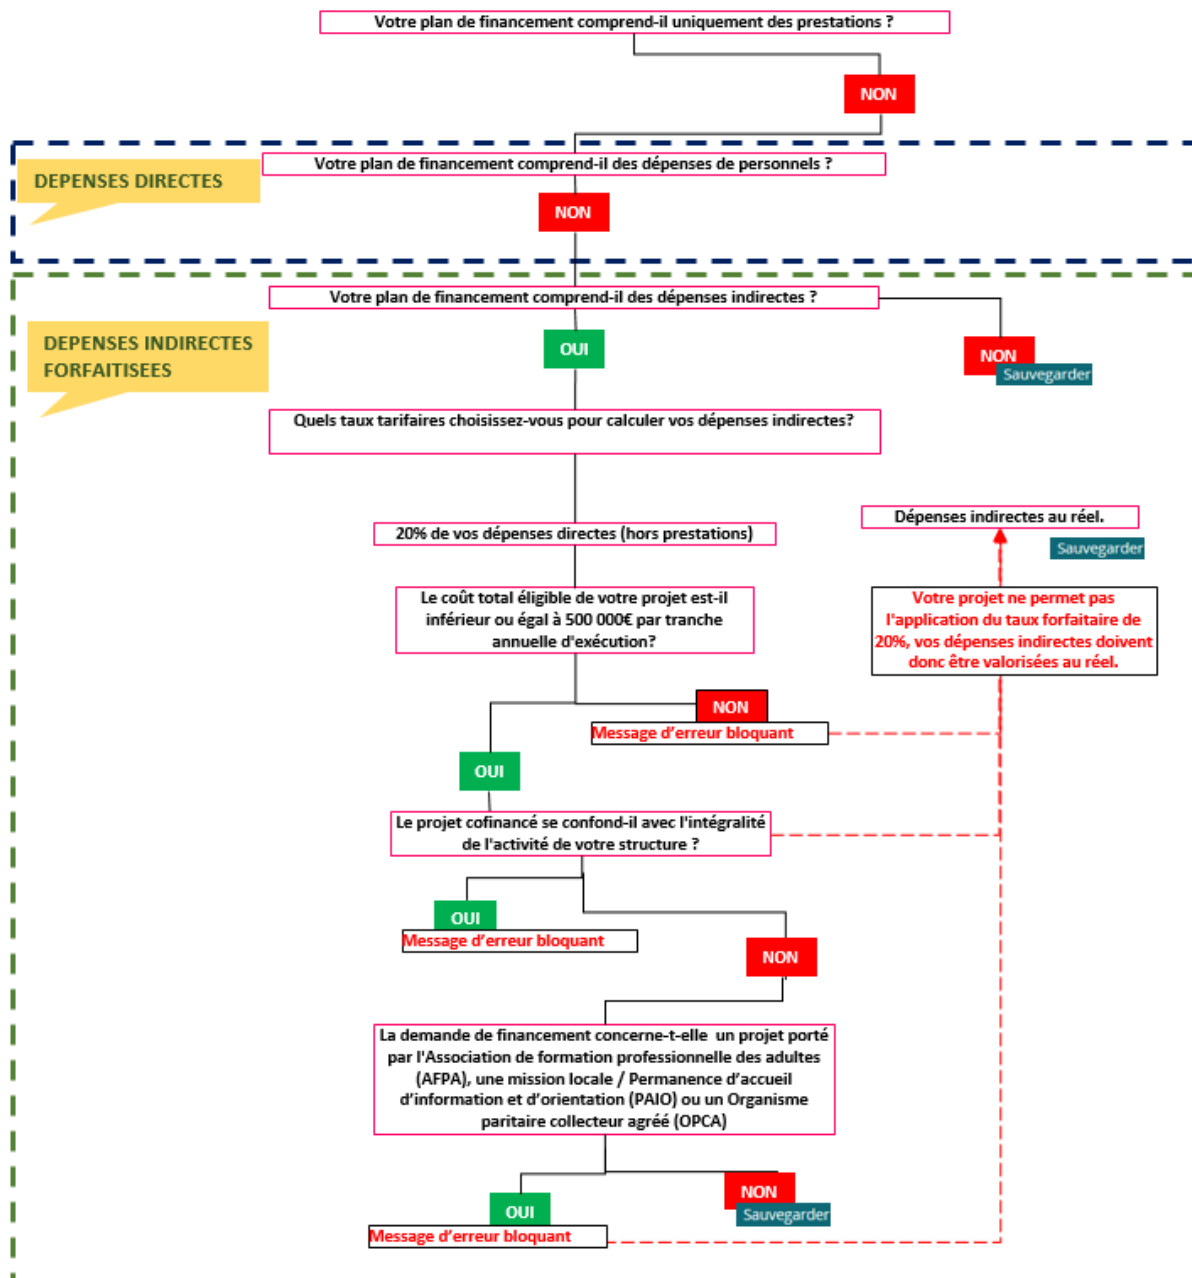 Votre plan de financement comprend-il uniquement des prestations ?
NON
DEPENSES DIRECTES
Votre plan de financement comprend-il des dépenses de personnels ?
NON
DEPENSES INDIRECTES
FORFAITISEES
Votre plan de financement comprend-il des dépenses indirectes ?
OUI
NON
Sauvegarder
Quels taux tarifaires choisissez-vous pour calculer vos dépenses indirectes?
20% de vos dépenses directes (hors prestations)
Dépenses indirectes au réel.
Sauvegarder
Le coût total éligible de votre projet est-il
inférieur ou égal à 500 000€ par tranche
annuelle d'exécution?
Votre projet ne permet pas
l'application du taux forfaitaire de
20%, vos dépenses indirectes doivent
donc être valorisées au réel.
NON
Message d'erreur bloquant
OUI
Le projet cofinancé se confond-il avec l'intégralité
de l'activité de votre structure ?
OUI
Message d'erreur bloquant
NON
La demande de financement concerne-t-elle un projet porté
par l'Association de formation professionnelle des adultes
(AFPA), une mission locale / Permanence d'accueil
d'information et d'orientation (PAIO) ou un Organisme
paritaire collecteur agréé (OPCA)
OUI
Message d'erreur bloquant
NON
Sauvegarder